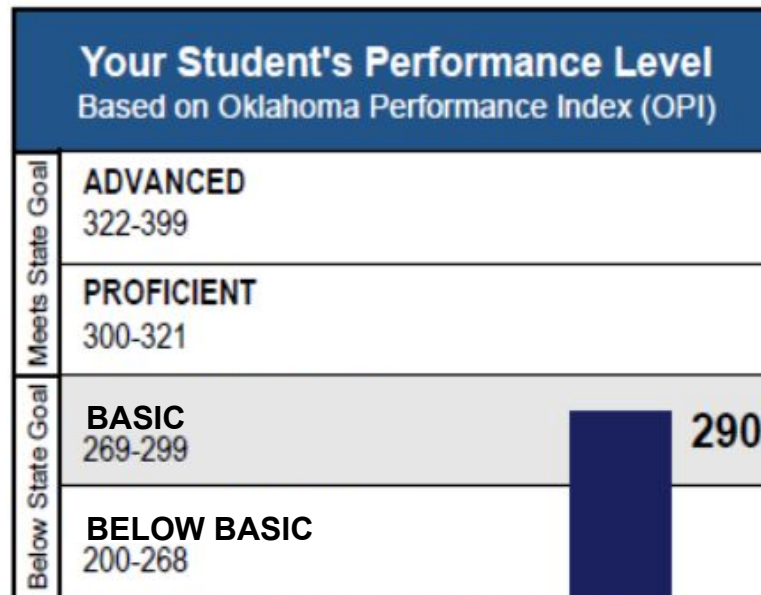 Your Student's Performance Level
Based on Oklahoma Performance Index (OPI)
Meets State Goal
ADVANCED
322-399
PROFICIENT
300-321
Below State Goal
BASIC
269-299
290
BELOW BASIC
200-268